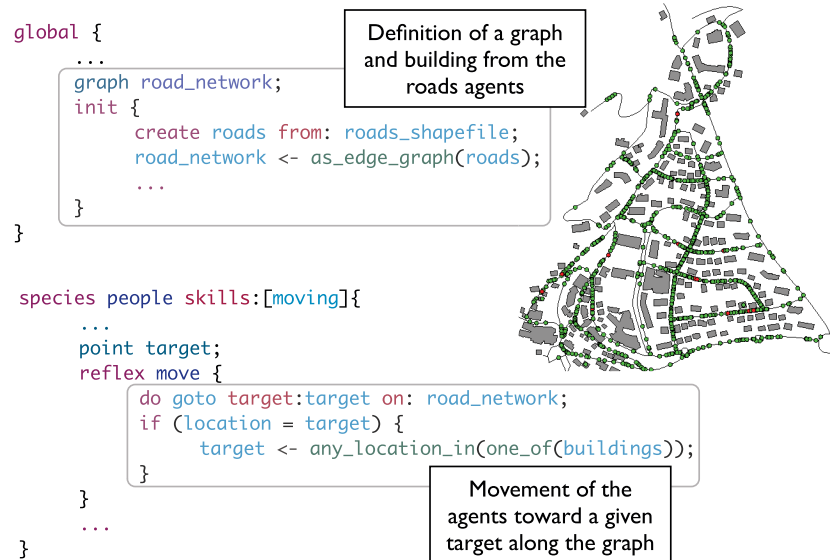 global {
...
Definition of a graph
and building from the
roads agents
graph road_network;
init {
create roads from: roads_shapefile;
road_network <- as_edge_graph(roads);
...
}
}
species people skills:[moving]{
...
point target;
reflex move {
do goto target:target on: road_network;
if (location = target) {
target <- any_location_in(one_of(buildings));
}
Movement of the
agents toward a given
target along the graph
}
...
}